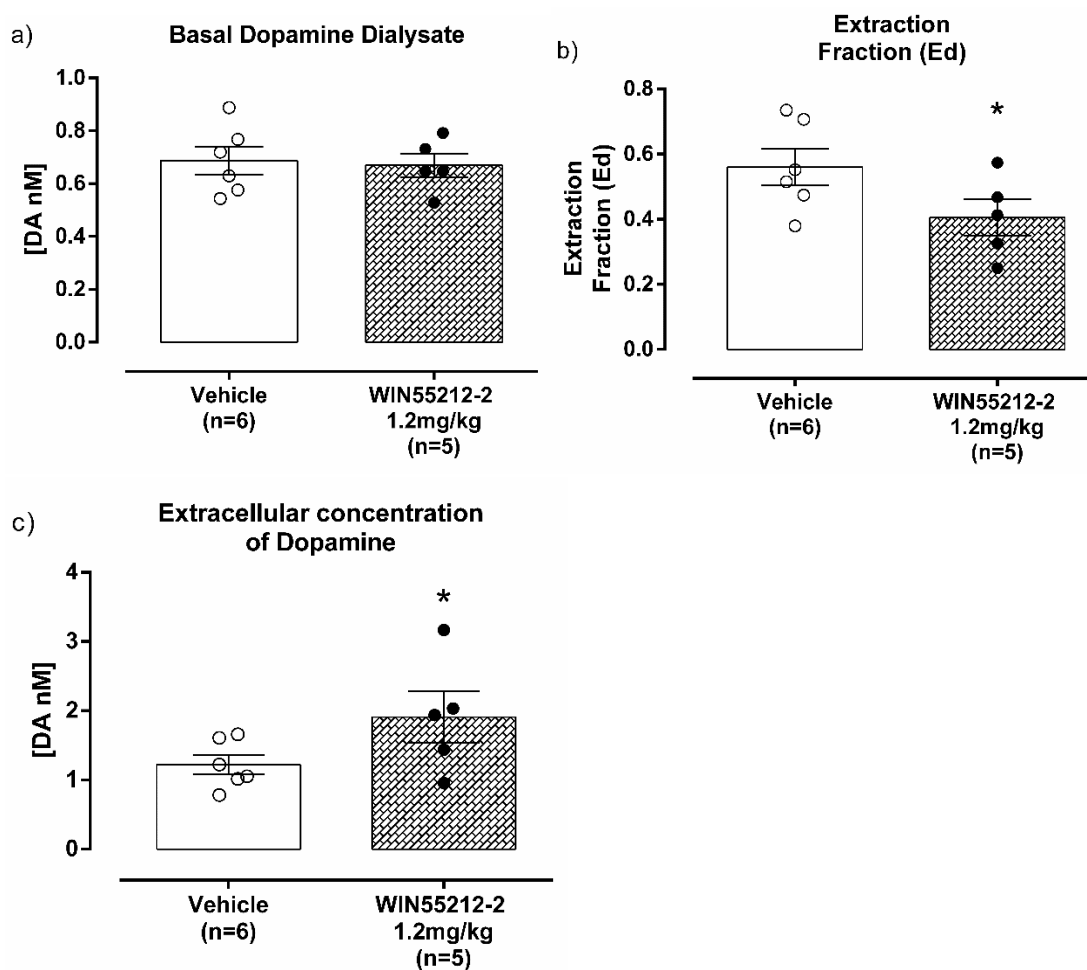 a)
Basal Dopamine Dialysate
[DA nM]
1.0
0.8
0.6
0.4
0.2
0.0
Vehicle
(n=6)
WIN55212-2
1.2mg/kg
(n=5)
b)
Extraction
Fraction (Ed)
Extraction
Fraction (Ed)
0.8
0.6
0.4
0.2
0.0
*
Vehicle
(n=6)
WIN55212-2
1.2mg/kg
(n=5)
c)
Extracellular concentration
of Dopamine
[DA nM]
4
3
2
1
0
*
Vehicle
(n=6)
WIN55212-2
1.2mg/kg
(n=5)